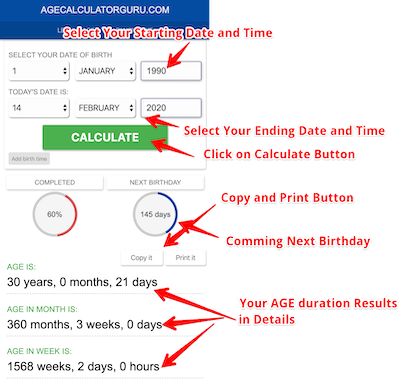 AGECALCULATORGURU.COM
Select Your Starting Date and Time
SELECT YOUR DATE OF BIRTH
1 JANUARY 1990
TODAY'S DATE IS:
14 FEBRUARY 2020
Select Your Ending Date and Time
CALCULATE
Click on Calculate Button
Add birth time
COMPLETED NEXT BIRTHDAY
Copy and Print Button
60% 145 days
Comming Next Birthday
Copy it Print it
AGE IS:
30 years, 0 months, 21 days
Your AGE duration Results
in Details
AGE IN MONTH IS:
360 months, 3 weeks, 0 days
AGE IN WEEK IS:
1568 weeks, 2 days, 0 hours